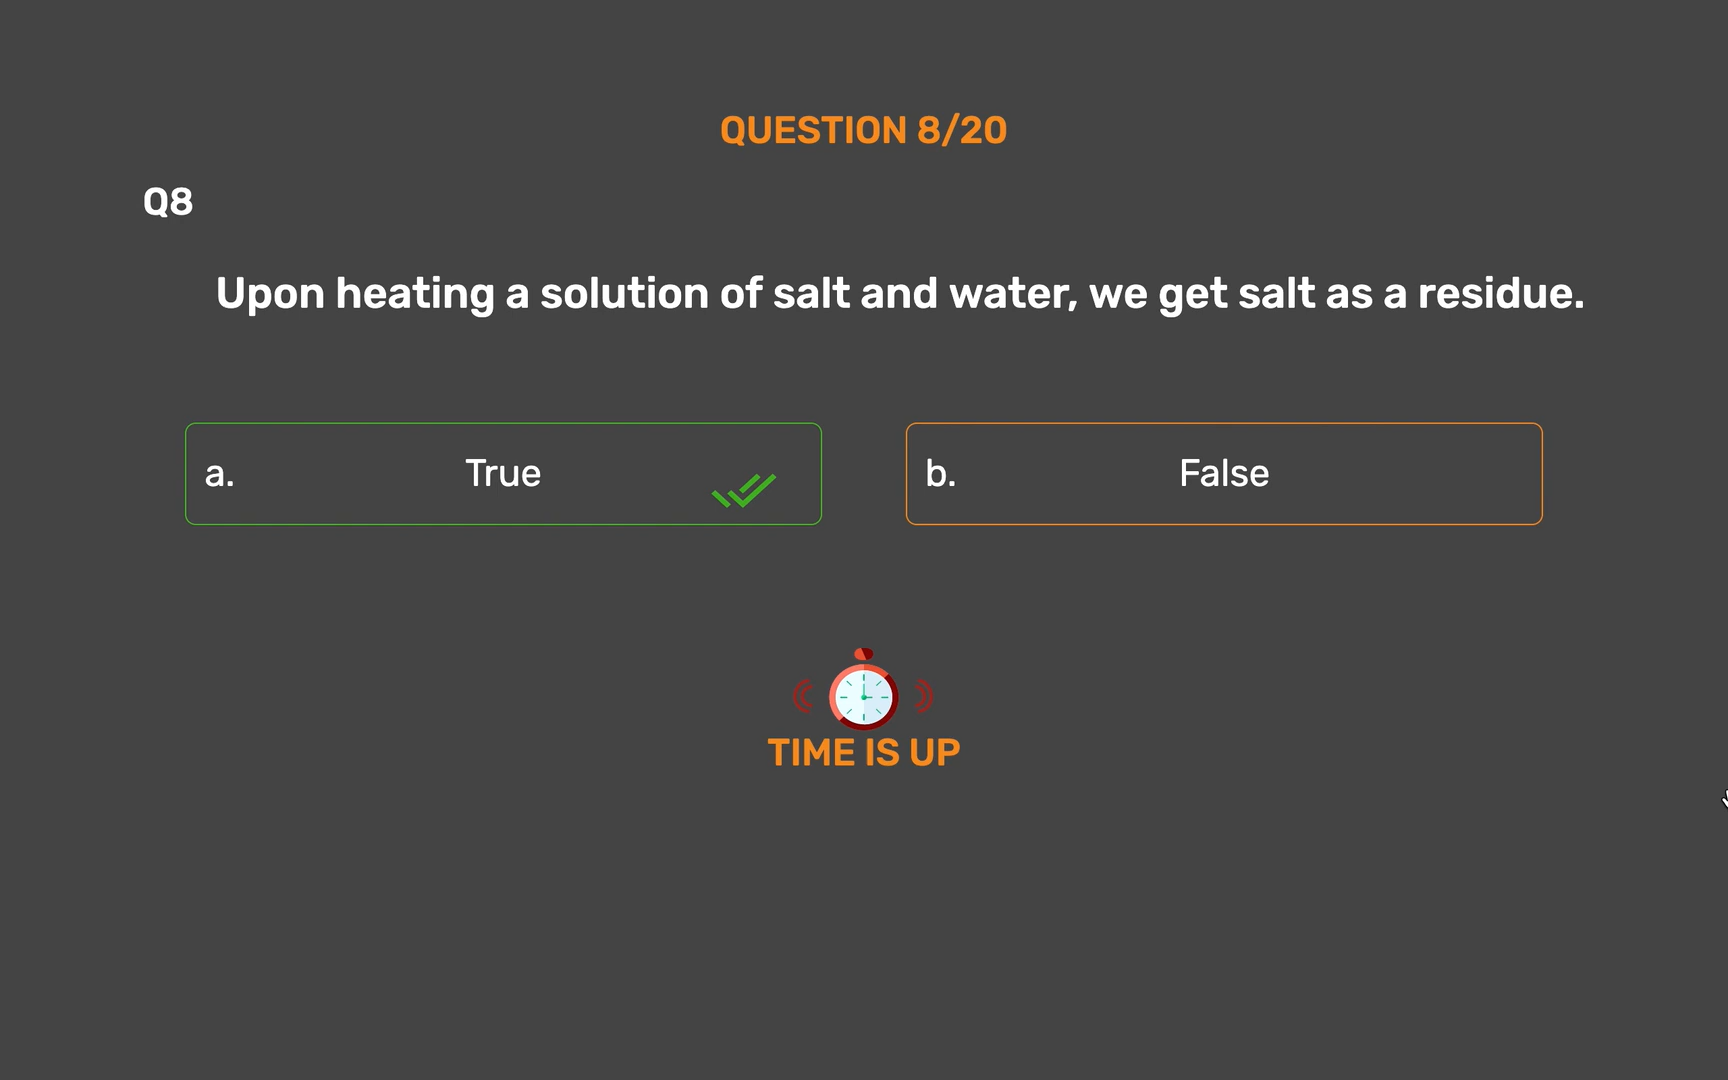 QUESTION 8/20
Q8
Upon heating a solution of salt and water, we get salt as a residue.
a. True
b. False
TIME IS UP